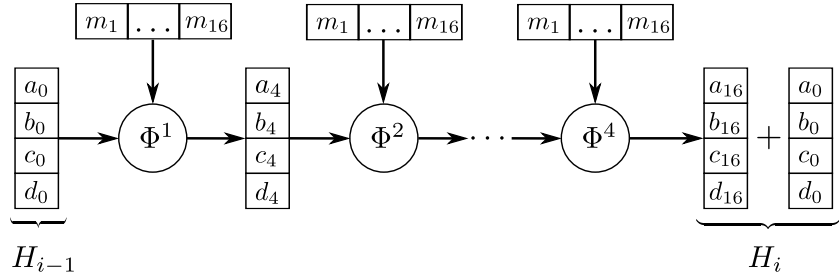 m₁ ... m₁₆ m₁ ... m₁₆ m₁ ... m₁₆
a₀ a₄ a₁₆ a₀
b₀ Φ¹ b₄ Φ² ... Φ⁴ b₁₆ + b₀
c₀ c₄ c₁₆ c₀
d₀ d₄ d₁₆ d₀
Hᵢ₋₁ Hᵢ